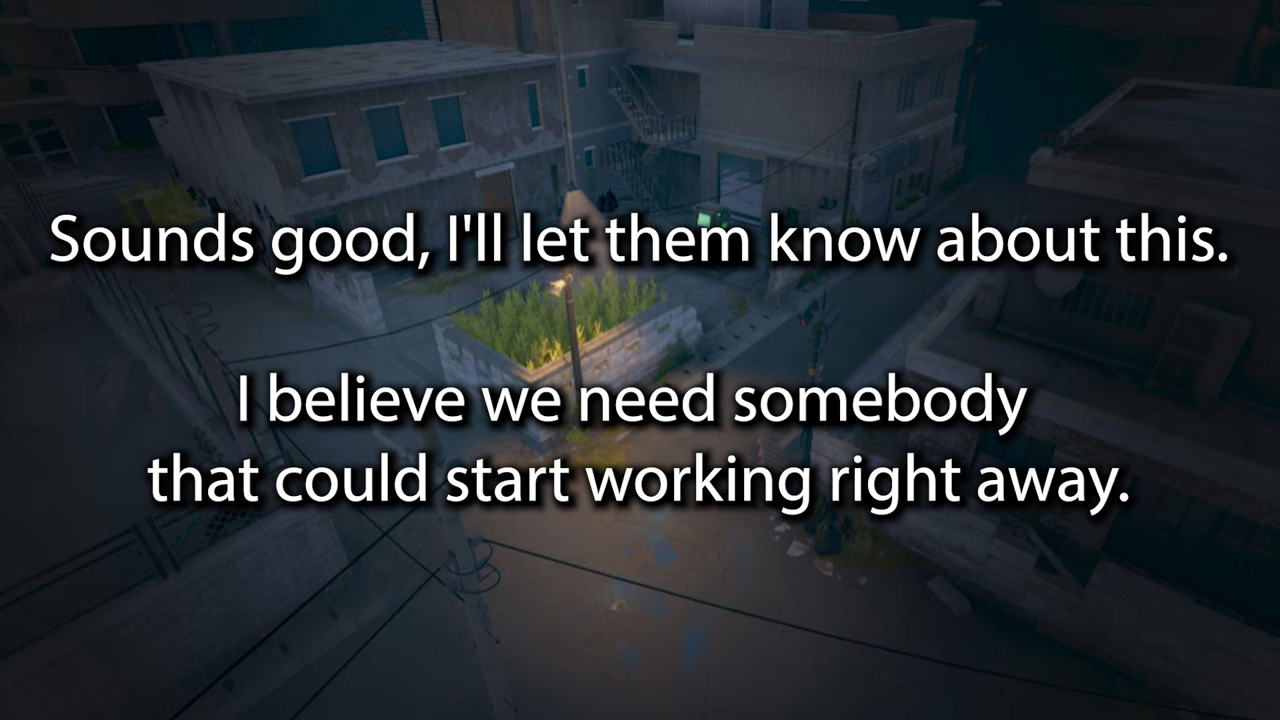 Sounds good, I'll let them know about this.
I believe we need somebody
that could start working right away.